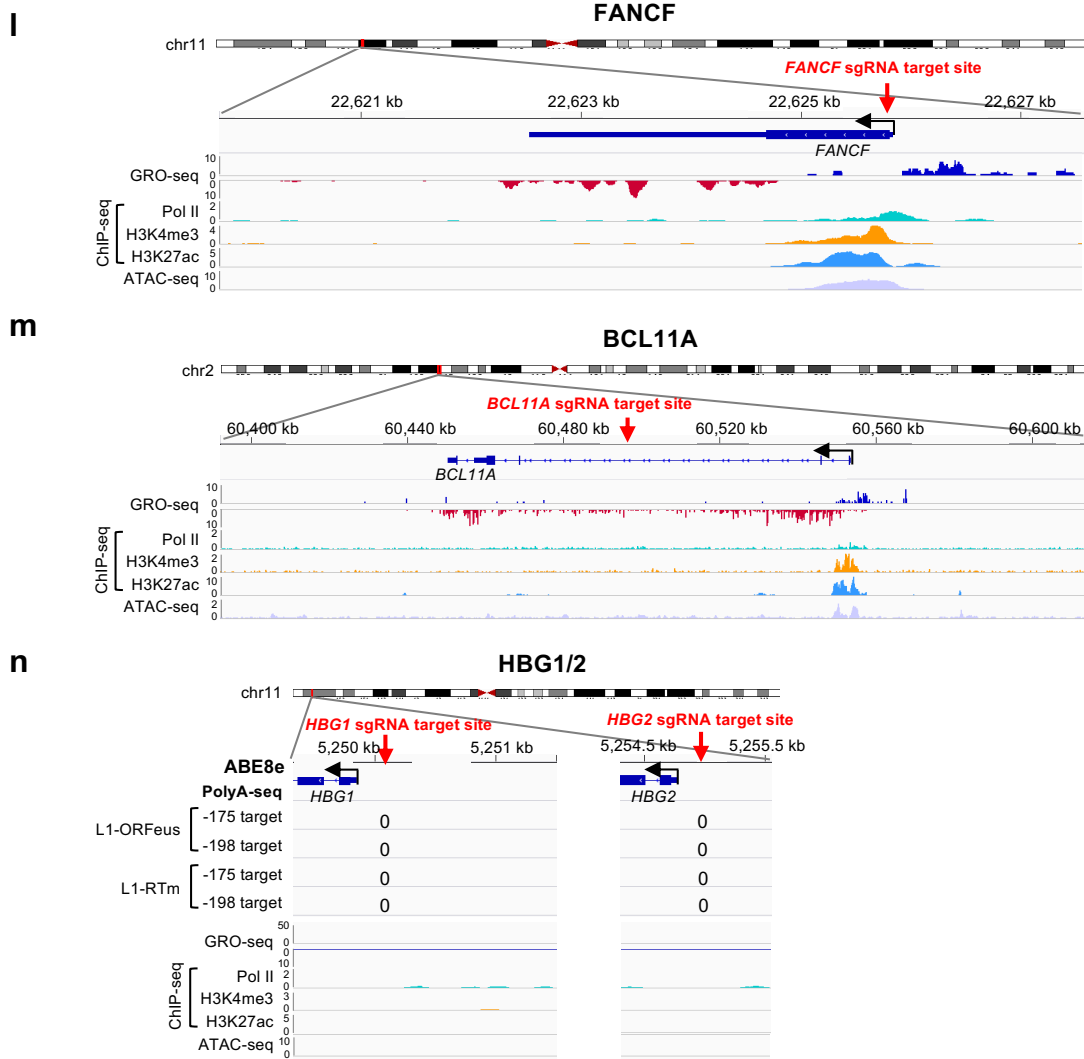 l
FANCF
chr11
FANCF sgRNA target site
22,621 kb 22,623 kb 22,625 kb 22,627 kb
FANCF
GRO-seq 10 0 0 10
ChIP-seq
Pol II 2 0
H3K4me3 4 0
H3K27ac 5 0
ATAC-seq 10 0
m
BCL11A
chr2
BCL11A sgRNA target site
60,400 kb 60,440 kb 60,480 kb 60,520 kb 60,560 kb 60,600 kb
BCL11A
GRO-seq 10 0 0 10
ChIP-seq
Pol II 2 0
H3K4me3 2 0
H3K27ac 10 0
ATAC-seq 2 0
n
HBG1/2
chr11
HBG1 sgRNA target site HBG2 sgRNA target site
5,250 kb 5,251 kb 5,254.5 kb 5,255.5 kb
ABE8e
PolyA-seq HBG1 HBG2
L1-ORFeus
-175 target 0 0
-198 target 0 0
L1-RTm
-175 target 0 0
-198 target 0 0
GRO-seq 50 0 0 10
ChIP-seq
Pol II 2 0
H3K4me3 3 0
H3K27ac 5 0
ATAC-seq 10 0